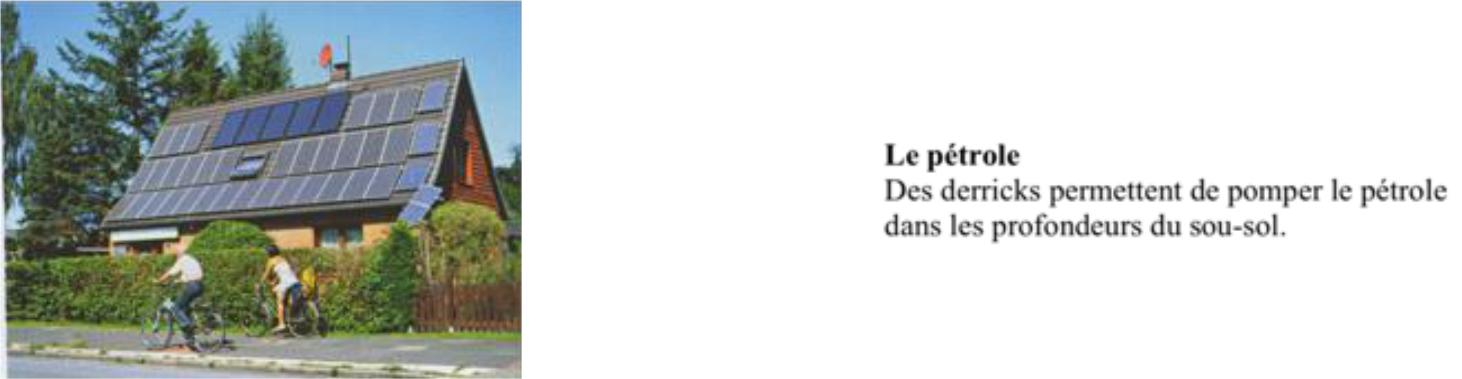 Le pétrole
Des derricks permettent de pomper le pétrole
dans les profondeurs du sou-sol.